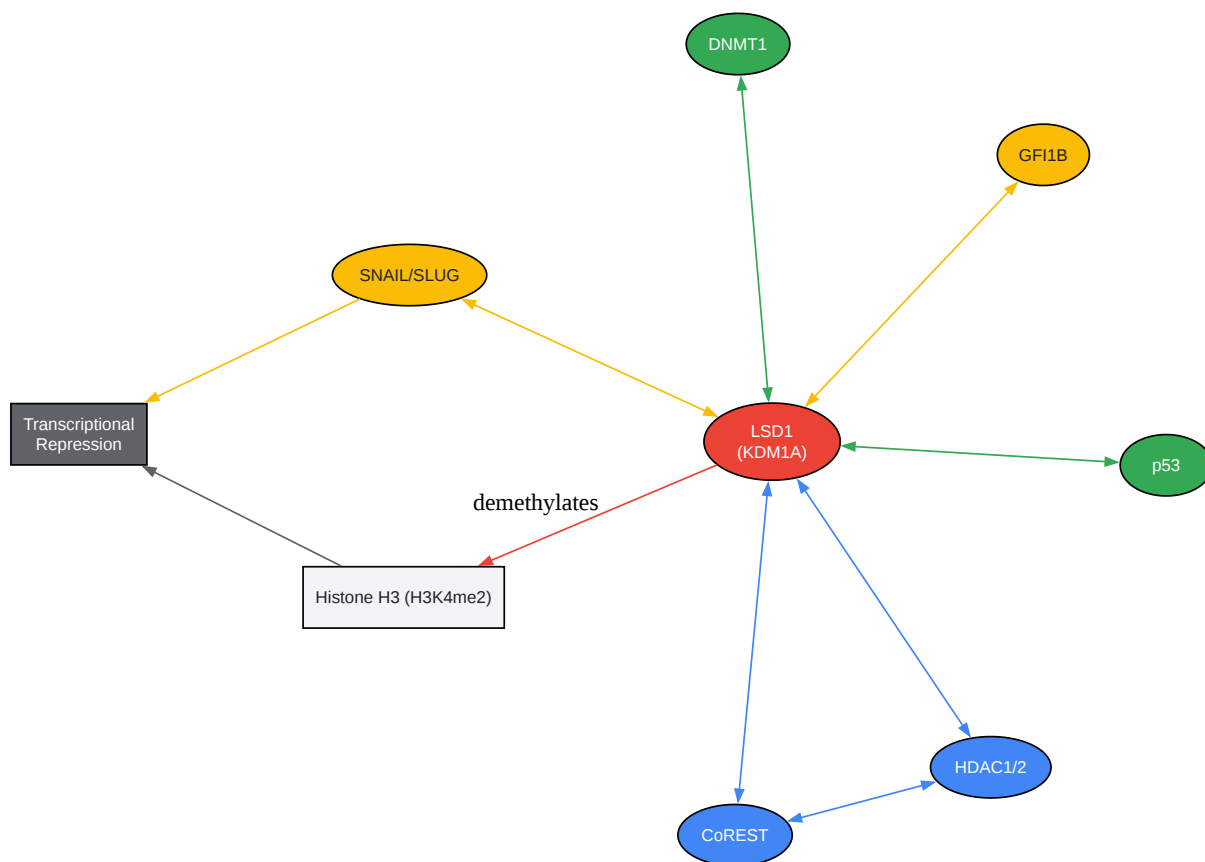 DNMT1
GFI1B
SNAIL/SLUG
Transcriptional
Repression
LSD1
(KDM1A)
p53
demethylates
Histone H3 (H3K4me2)
HDAC1/2
CoREST